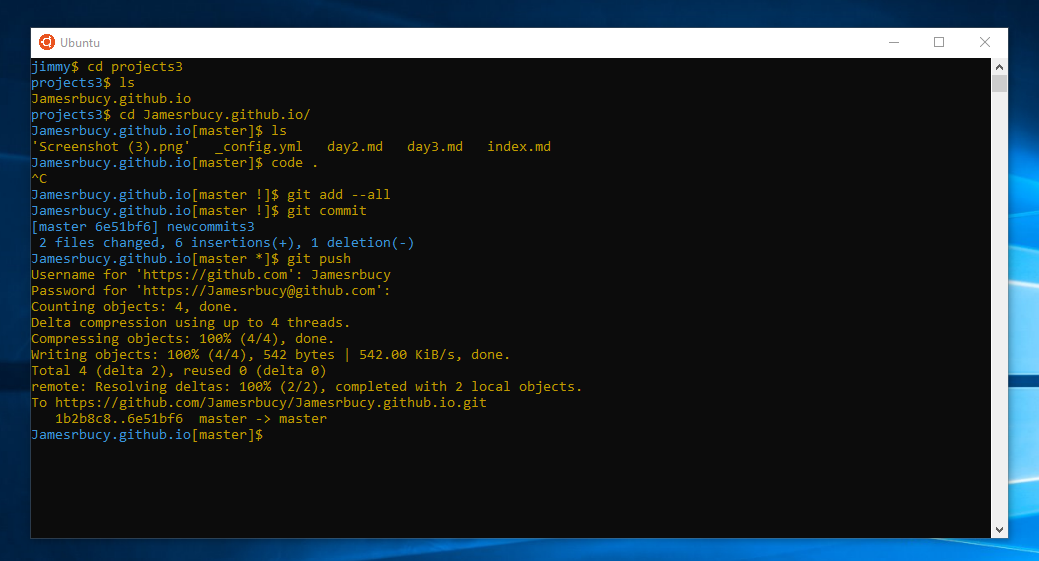 Ubuntu
jimmy$ cd projects3
projects3$ ls
Jamesrbucy.github.io
projects3$ cd Jamesrbucy.github.io/
Jamesrbucy.github.io[master]$ ls
'Screenshot (3).png'   _config.yml   day2.md   day3.md   index.md
Jamesrbucy.github.io[master]$ code .
^C
Jamesrbucy.github.io[master !]$ git add --all
Jamesrbucy.github.io[master !]$ git commit
[master 6e51bf6] newcommits3
 2 files changed, 6 insertions(+), 1 deletion(-)
Jamesrbucy.github.io[master *]$ git push
Username for 'https://github.com': Jamesrbucy
Password for 'https://Jamesrbucy@github.com':
Counting objects: 4, done.
Delta compression using up to 4 threads.
Compressing objects: 100% (4/4), done.
Writing objects: 100% (4/4), 542 bytes | 542.00 KiB/s, done.
Total 4 (delta 2), reused 0 (delta 0)
remote: Resolving deltas: 100% (2/2), completed with 2 local objects.
To https://github.com/Jamesrbucy/Jamesrbucy.github.io.git
   1b2b8c8..6e51bf6  master -> master
Jamesrbucy.github.io[master]$